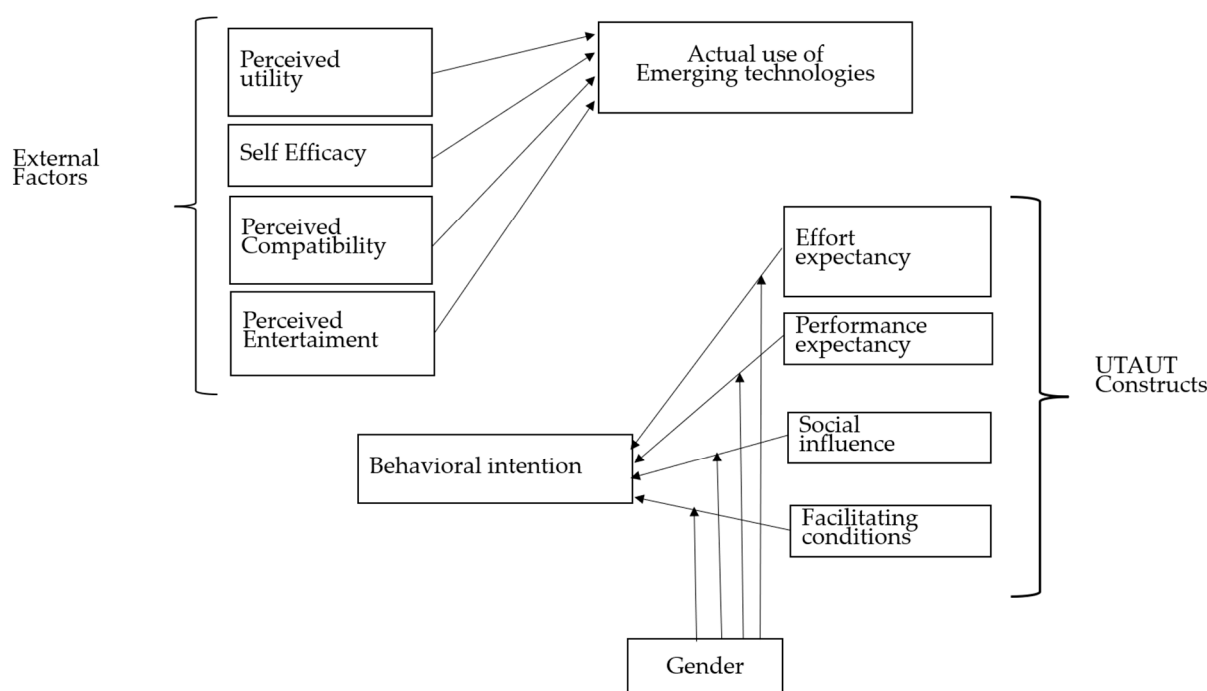 External
Factors
Perceived
utility
Self Efficacy
Perceived
Compatibility
Perceived
Entertaiment
Actual use of
Emerging technologies
Behavioral intention
Effort
expectancy
Performance
expectancy
Social
influence
Facilitating
conditions
UTAUT
Constructs
Gender